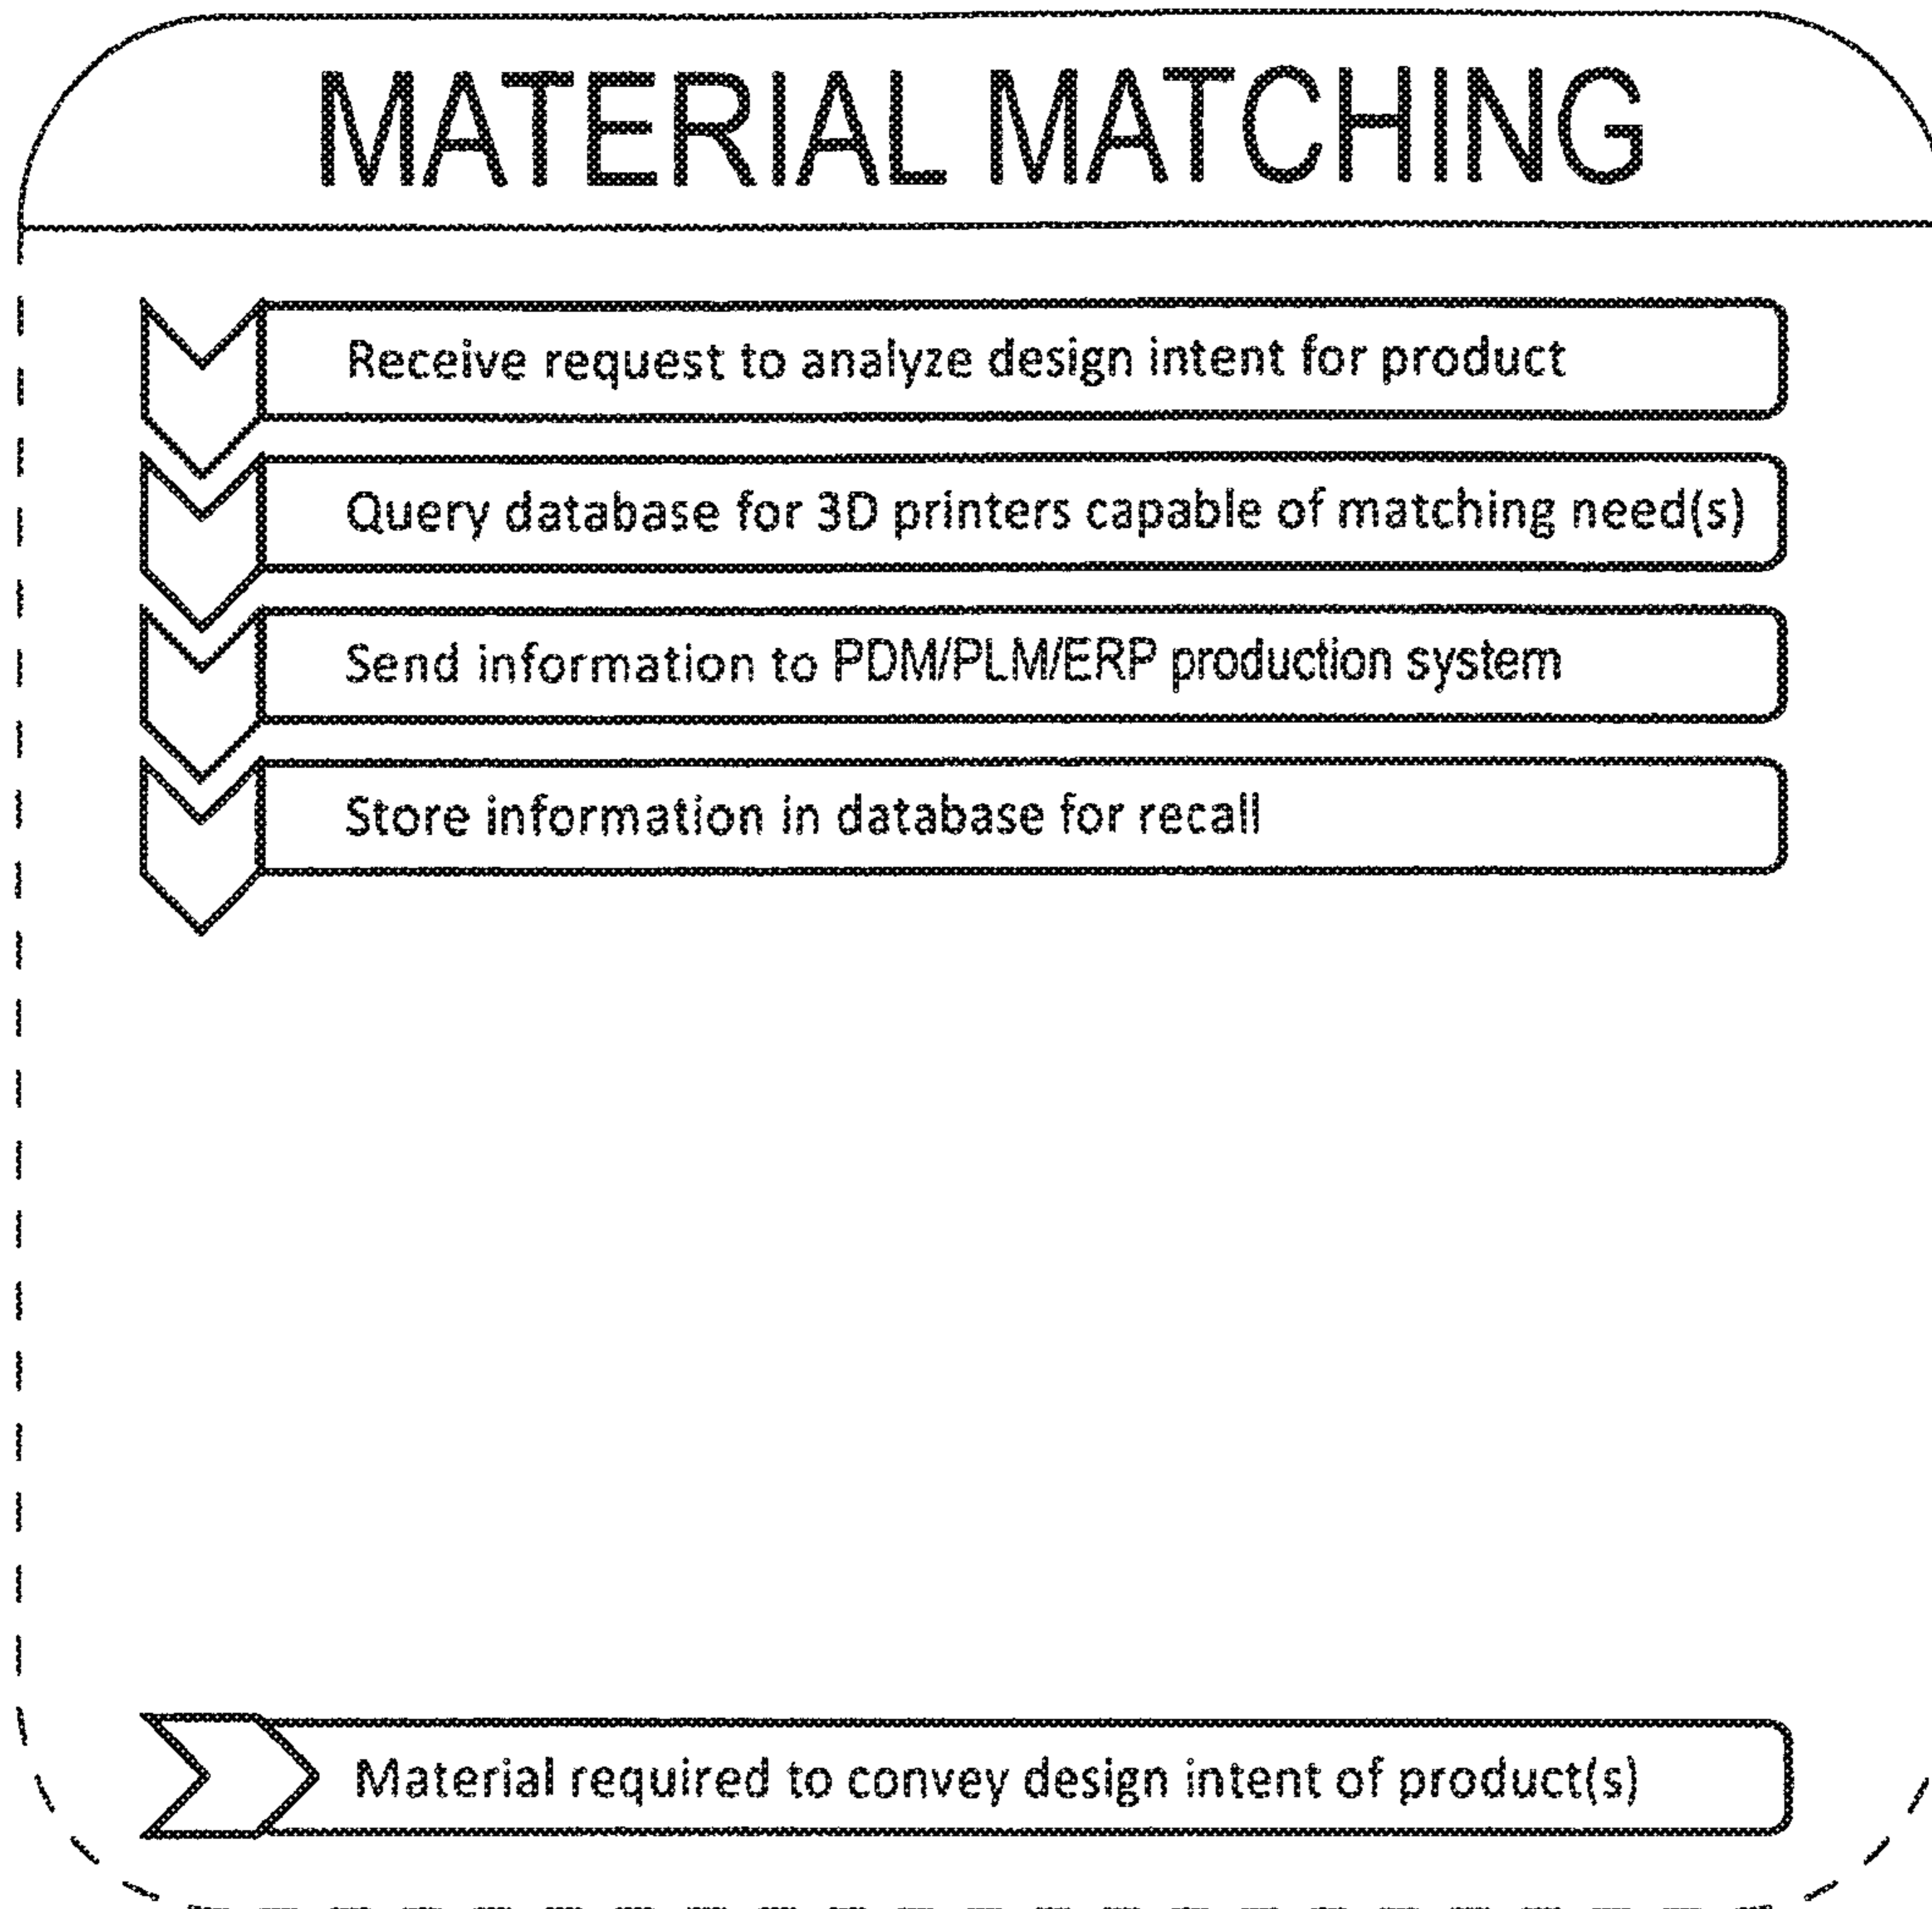 MATERIAL MATCHING
Receive request to analyze design intent for product
Query database for 3D printers capable of matching need(s)
Send information to PDM/PLM/ERP production system
Store information in database for recall
Material required to convey design intent of product(s)